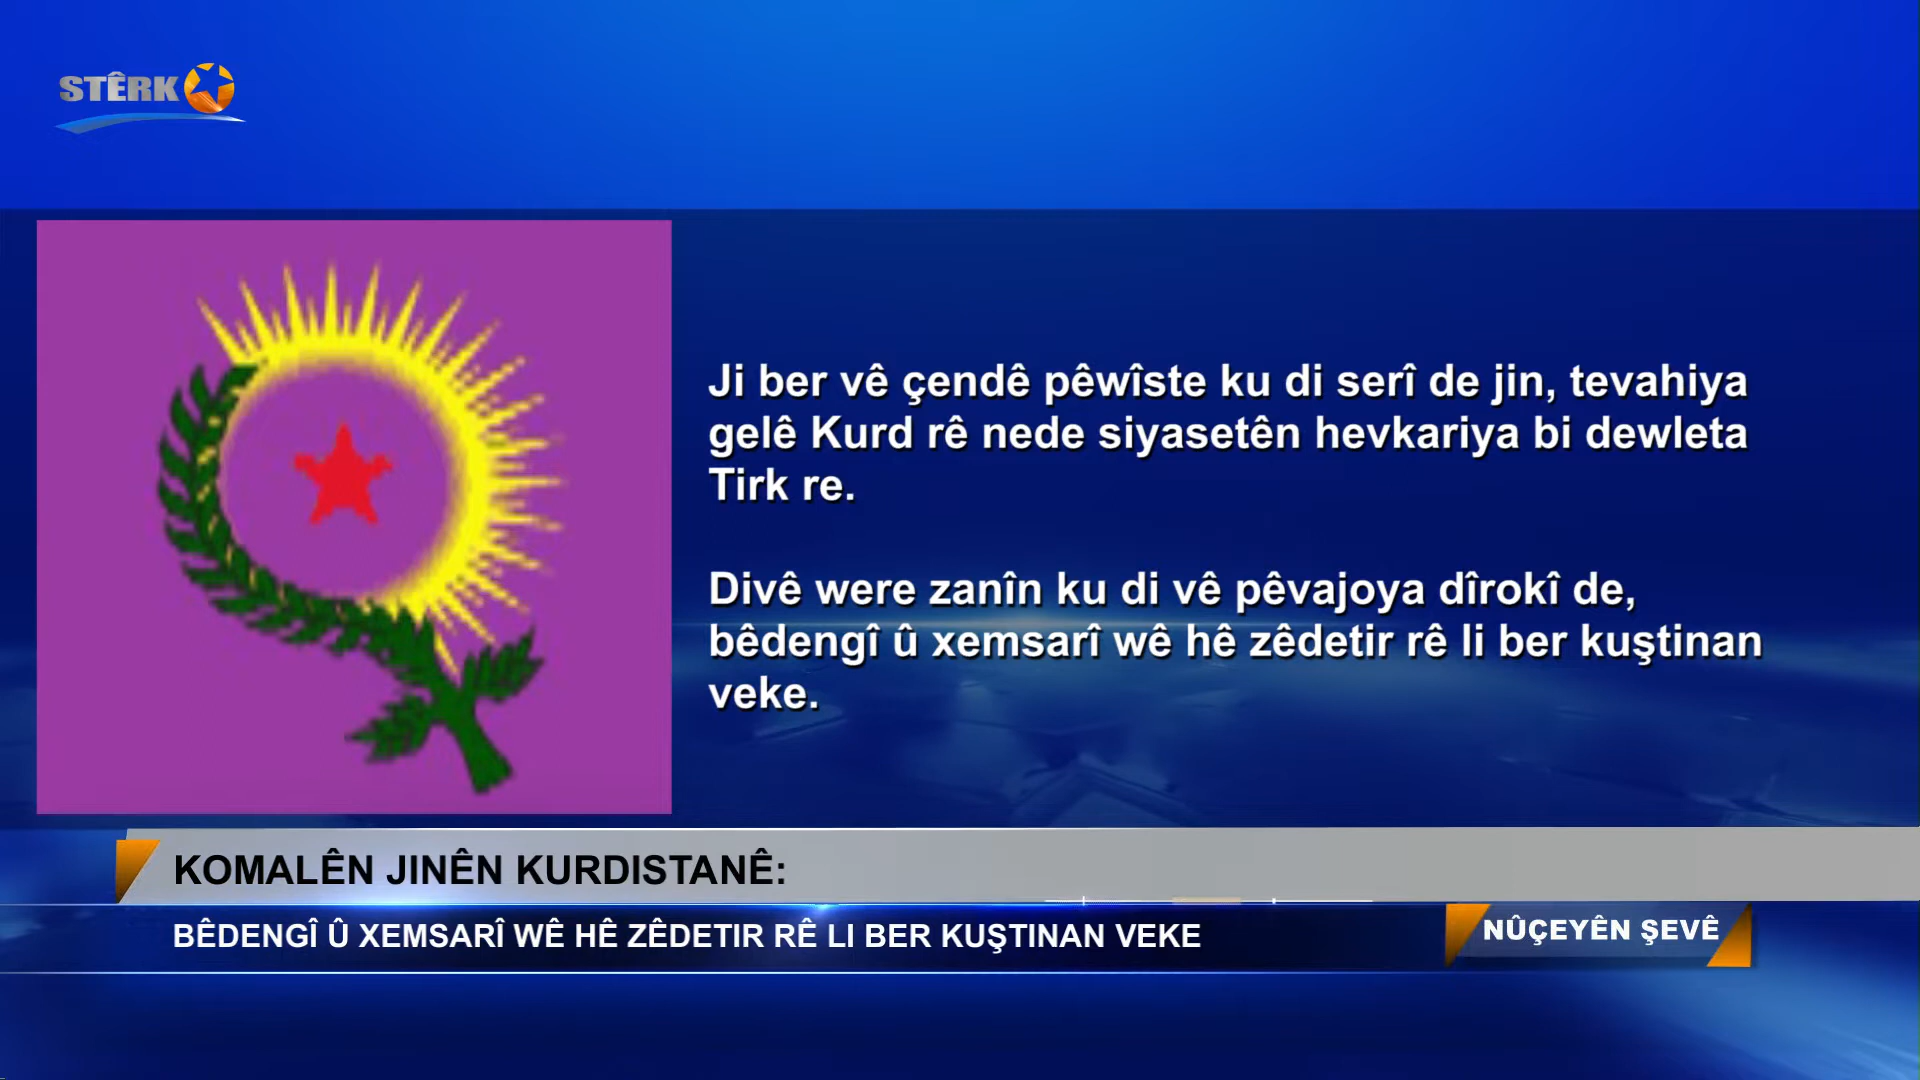 STÊRK
Ji ber vê çendê pêwîste ku di serî de jin, tevahiya
gelê Kurd rê nede siyasetên hevkariya bi dewleta
Tirk re.
Divê were zanîn ku di vê pêvajoya dîrokî de,
bêdengî û xemsarî wê hê zêdetir rê li ber kuştinan
veke.
KOMALÊN JINÊN KURDISTANÊ:
BÊDENGÎ Û XEMSARÎ WÊ HÊ ZÊDETIR RÊ LI BER KUŞTINAN VEKE
NÛÇEYÊN ŞEVÊ